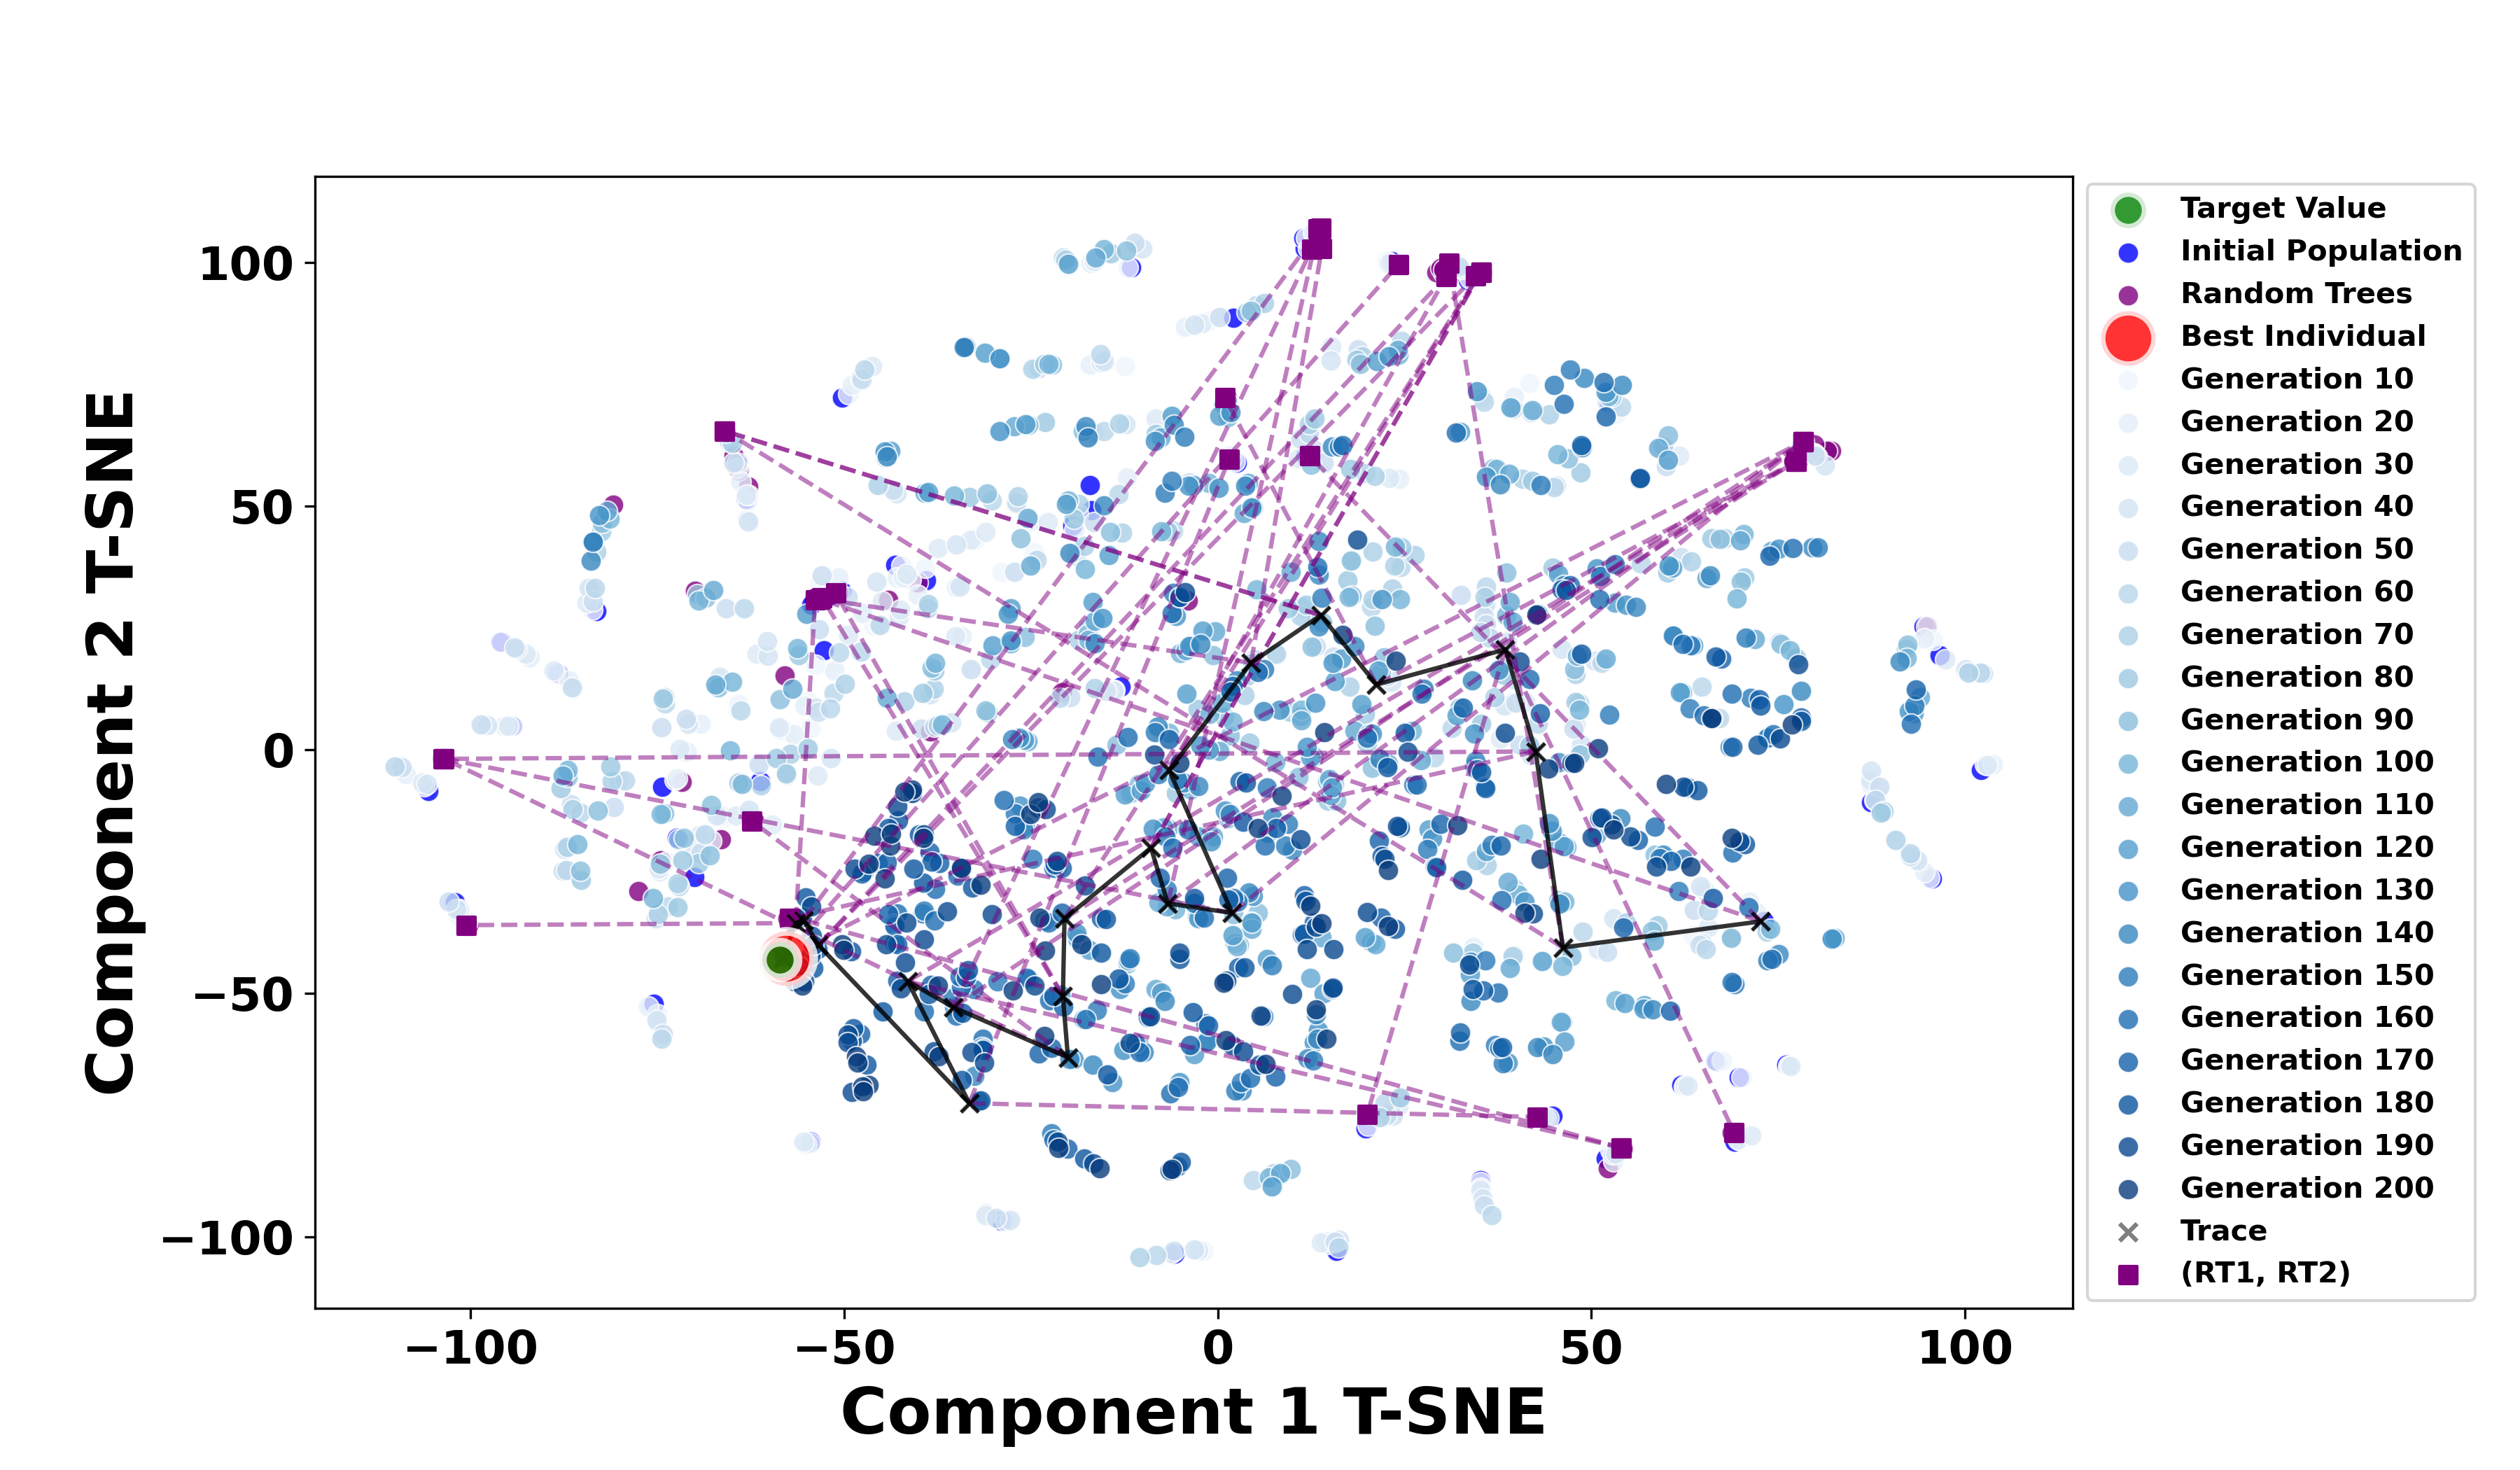 Component 2 T-SNE
100
50
0
−50
−100
−100
−50
0
50
100
Component 1 T-SNE
Target Value
Initial Population
Random Trees
Best Individual
Generation 10
Generation 20
Generation 30
Generation 40
Generation 50
Generation 60
Generation 70
Generation 80
Generation 90
Generation 100
Generation 110
Generation 120
Generation 130
Generation 140
Generation 150
Generation 160
Generation 170
Generation 180
Generation 190
Generation 200
Trace
(RT1, RT2)